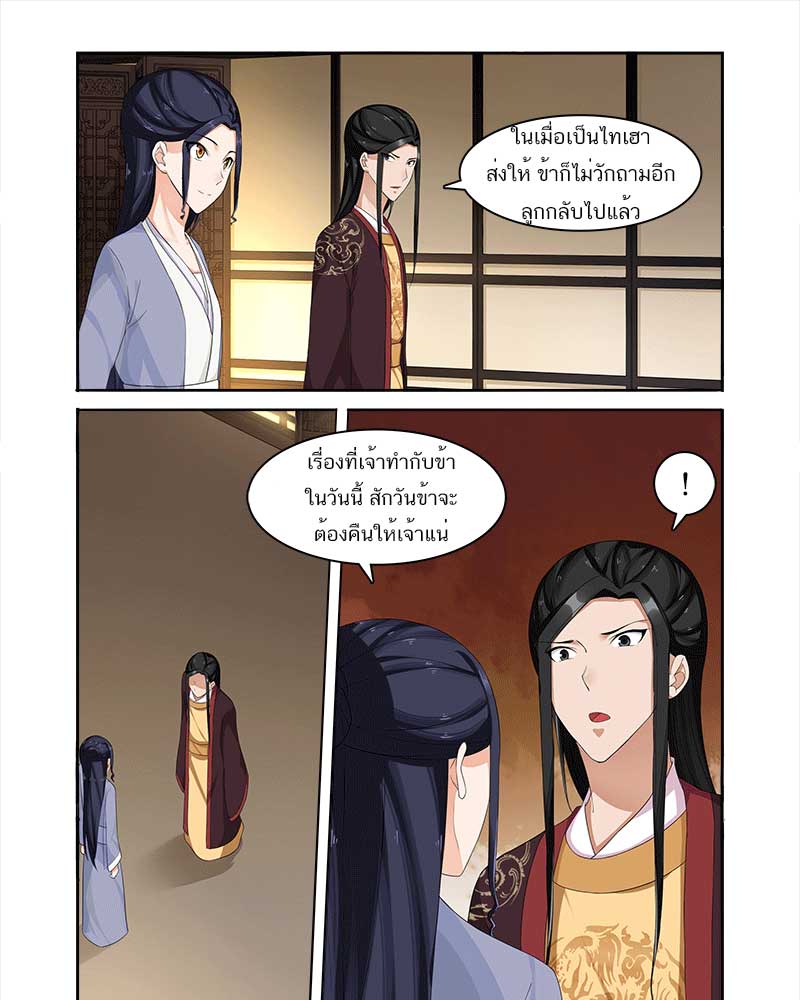 ในเมื่อเป็นไทเฮา
ส่งให้ ข้าก็ไม่วักถามอีก
ลูกกลับไปแล้ว
เรื่องที่เจ้าทำกับข้า
ในวันนี้ สักวันข้าจะ
ต้องคืนให้เจ้าแน่
!